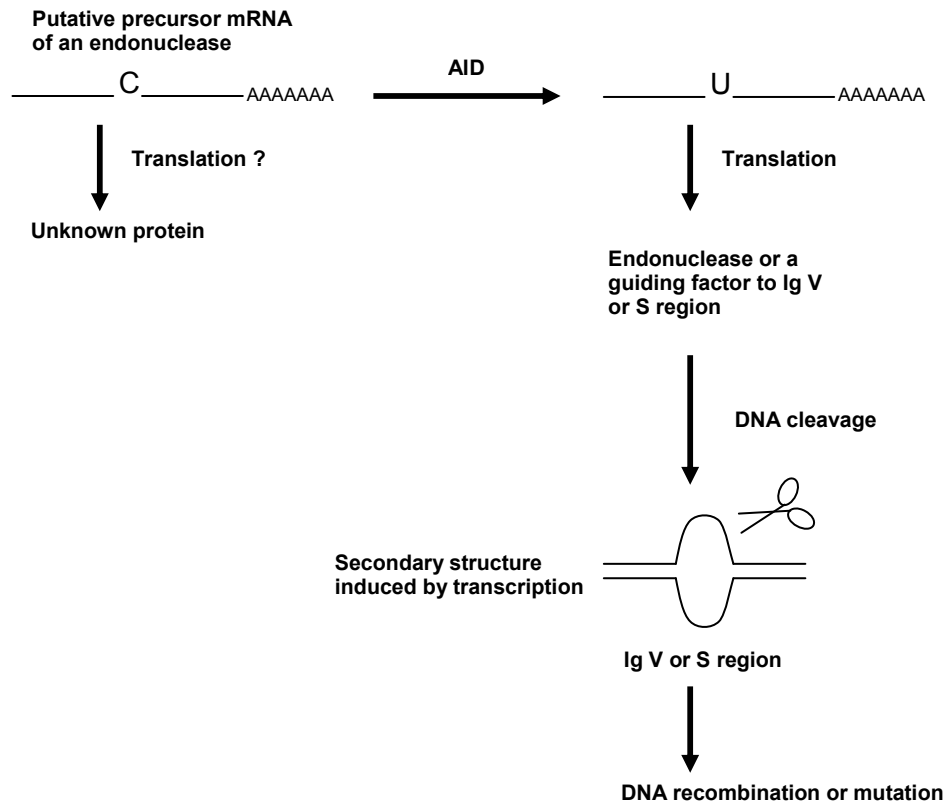 Putative precursor mRNA
of an endonuclease
C AAAAAAA
AID
U AAAAAAA
Translation ?
Translation
Unknown protein
Endonuclease or a
guiding factor to Ig V
or S region
DNA cleavage
Secondary structure
induced by transcription
Ig V or S region
DNA recombination or mutation